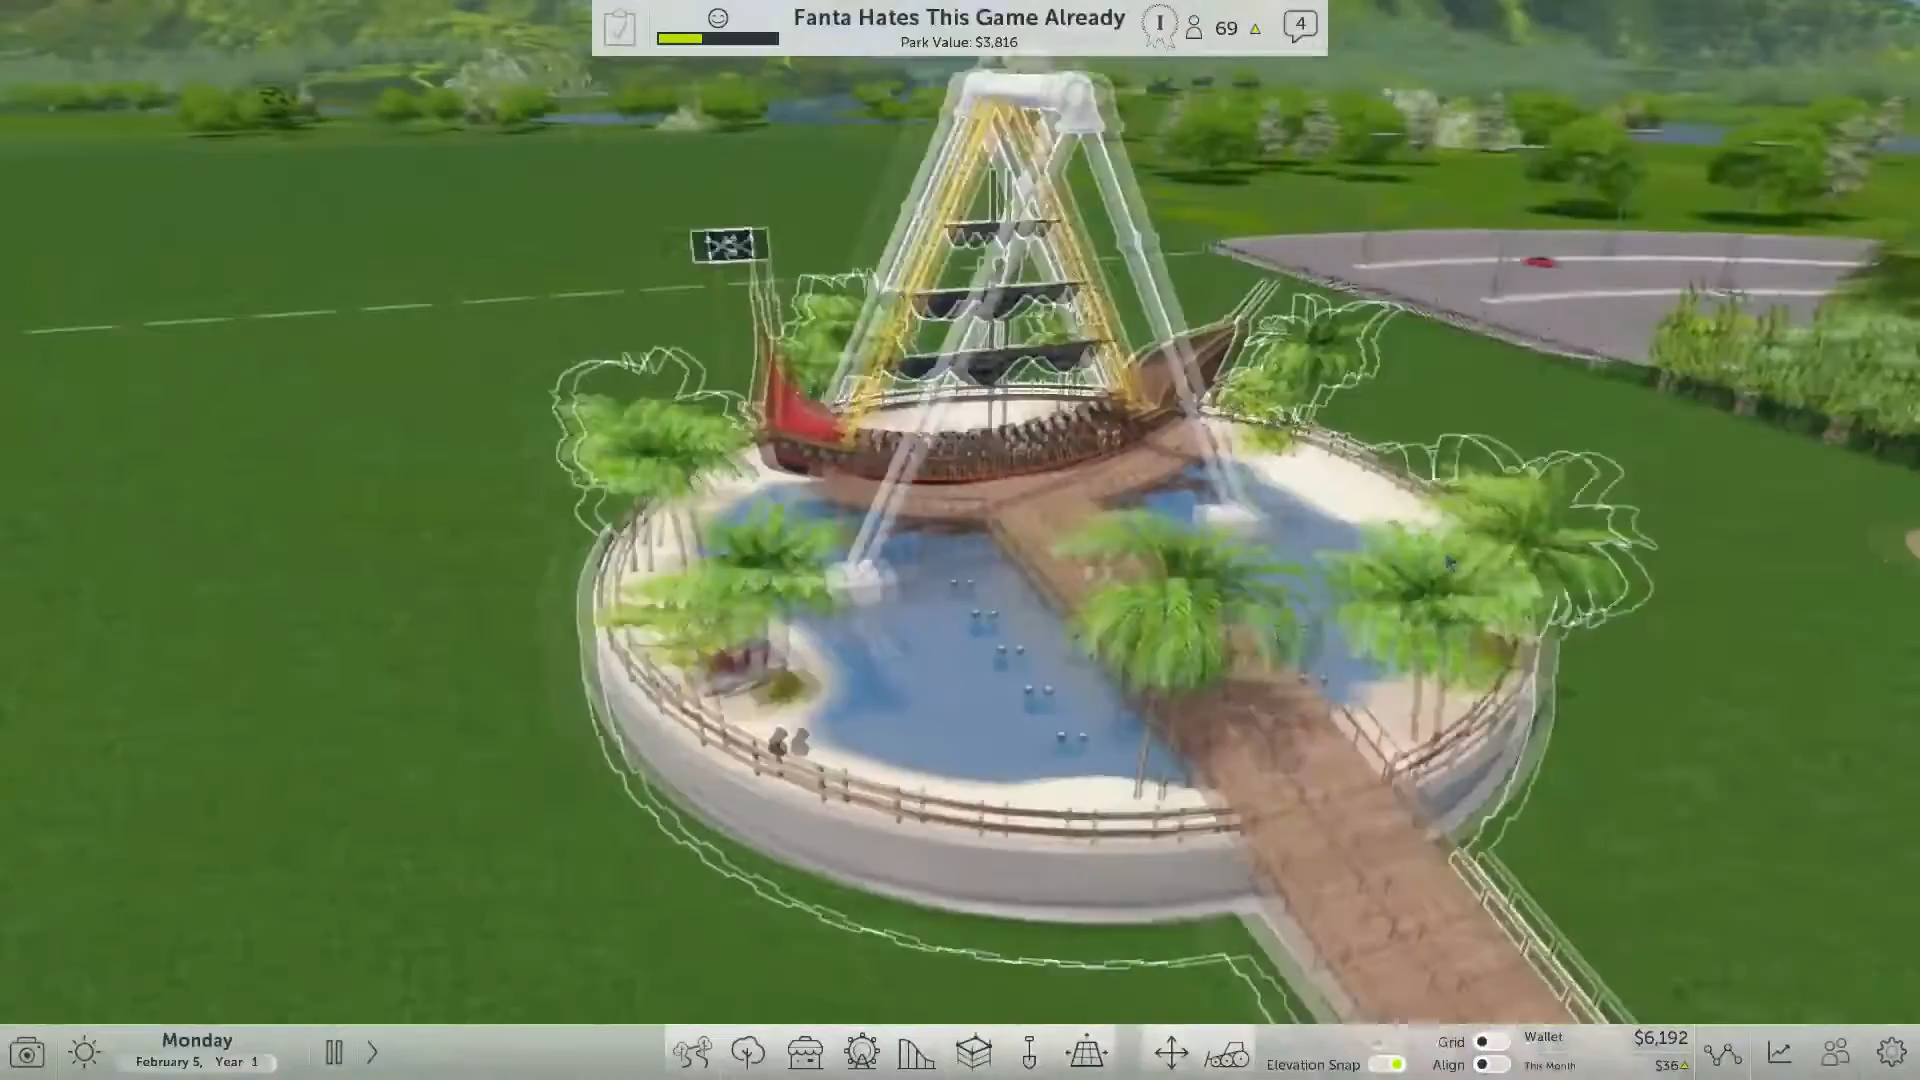 Fanta Hates This Game Already
Park Value: $3,816
I
69
4
Monday
February 5, Year 1
Elevation Snap
Grid
Align
Wallet
This Month
$6,192
$36